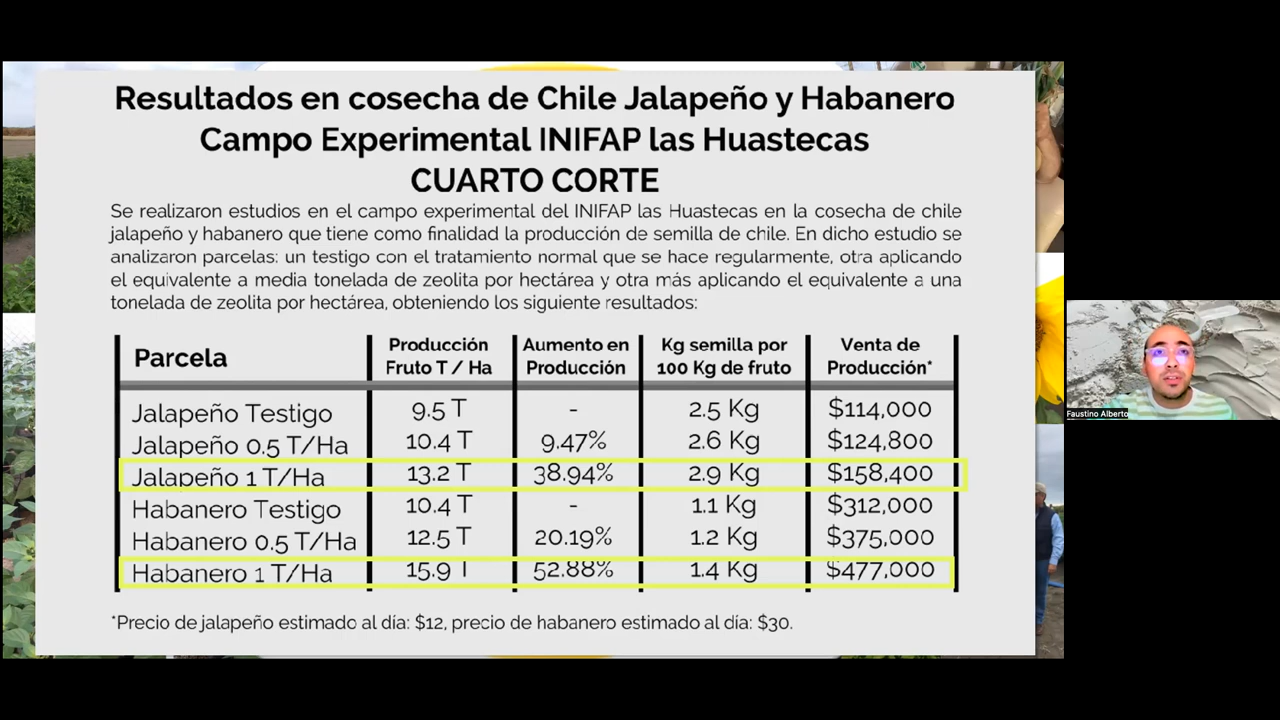 Resultados en cosecha de Chile Jalapeño y Habanero
Campo Experimental INIFAP las Huastecas
CUARTO CORTE
Se realizaron estudios en el campo experimental del INIFAP las Huastecas en la cosecha de chile
jalapeño y habanero que tiene como finalidad la producción de semilla de chile. En dicho estudio se
analizaron parcelas: un testigo con el tratamiento normal que se hace regularmente, otra aplicando
el equivalente a media tonelada de zeolita por hectárea y otra más aplicando el equivalente a una
tonelada de zeolita por hectárea, obteniendo los siguiente resultados:
Parcela Producción Fruto T / Ha Aumento en Producción Kg semilla por 100 Kg de fruto Venta de Producción*
Jalapeño Testigo 9.5 T - 2.5 Kg $114,000
Jalapeño 0.5 T/Ha 10.4 T 9.47% 2.6 Kg $124,800
Jalapeño 1 T/Ha 13.2 T 38.94% 2.9 Kg $158,400
Habanero Testigo 10.4 T - 1.1 Kg $312,000
Habanero 0.5 T/Ha 12.5 T 20.19% 1.2 Kg $375,000
Habanero 1 T/Ha 15.9 T 52.88% 1.4 Kg $477,000
*Precio de jalapeño estimado al día: $12, precio de habanero estimado al día: $30.
Faustino Alberto